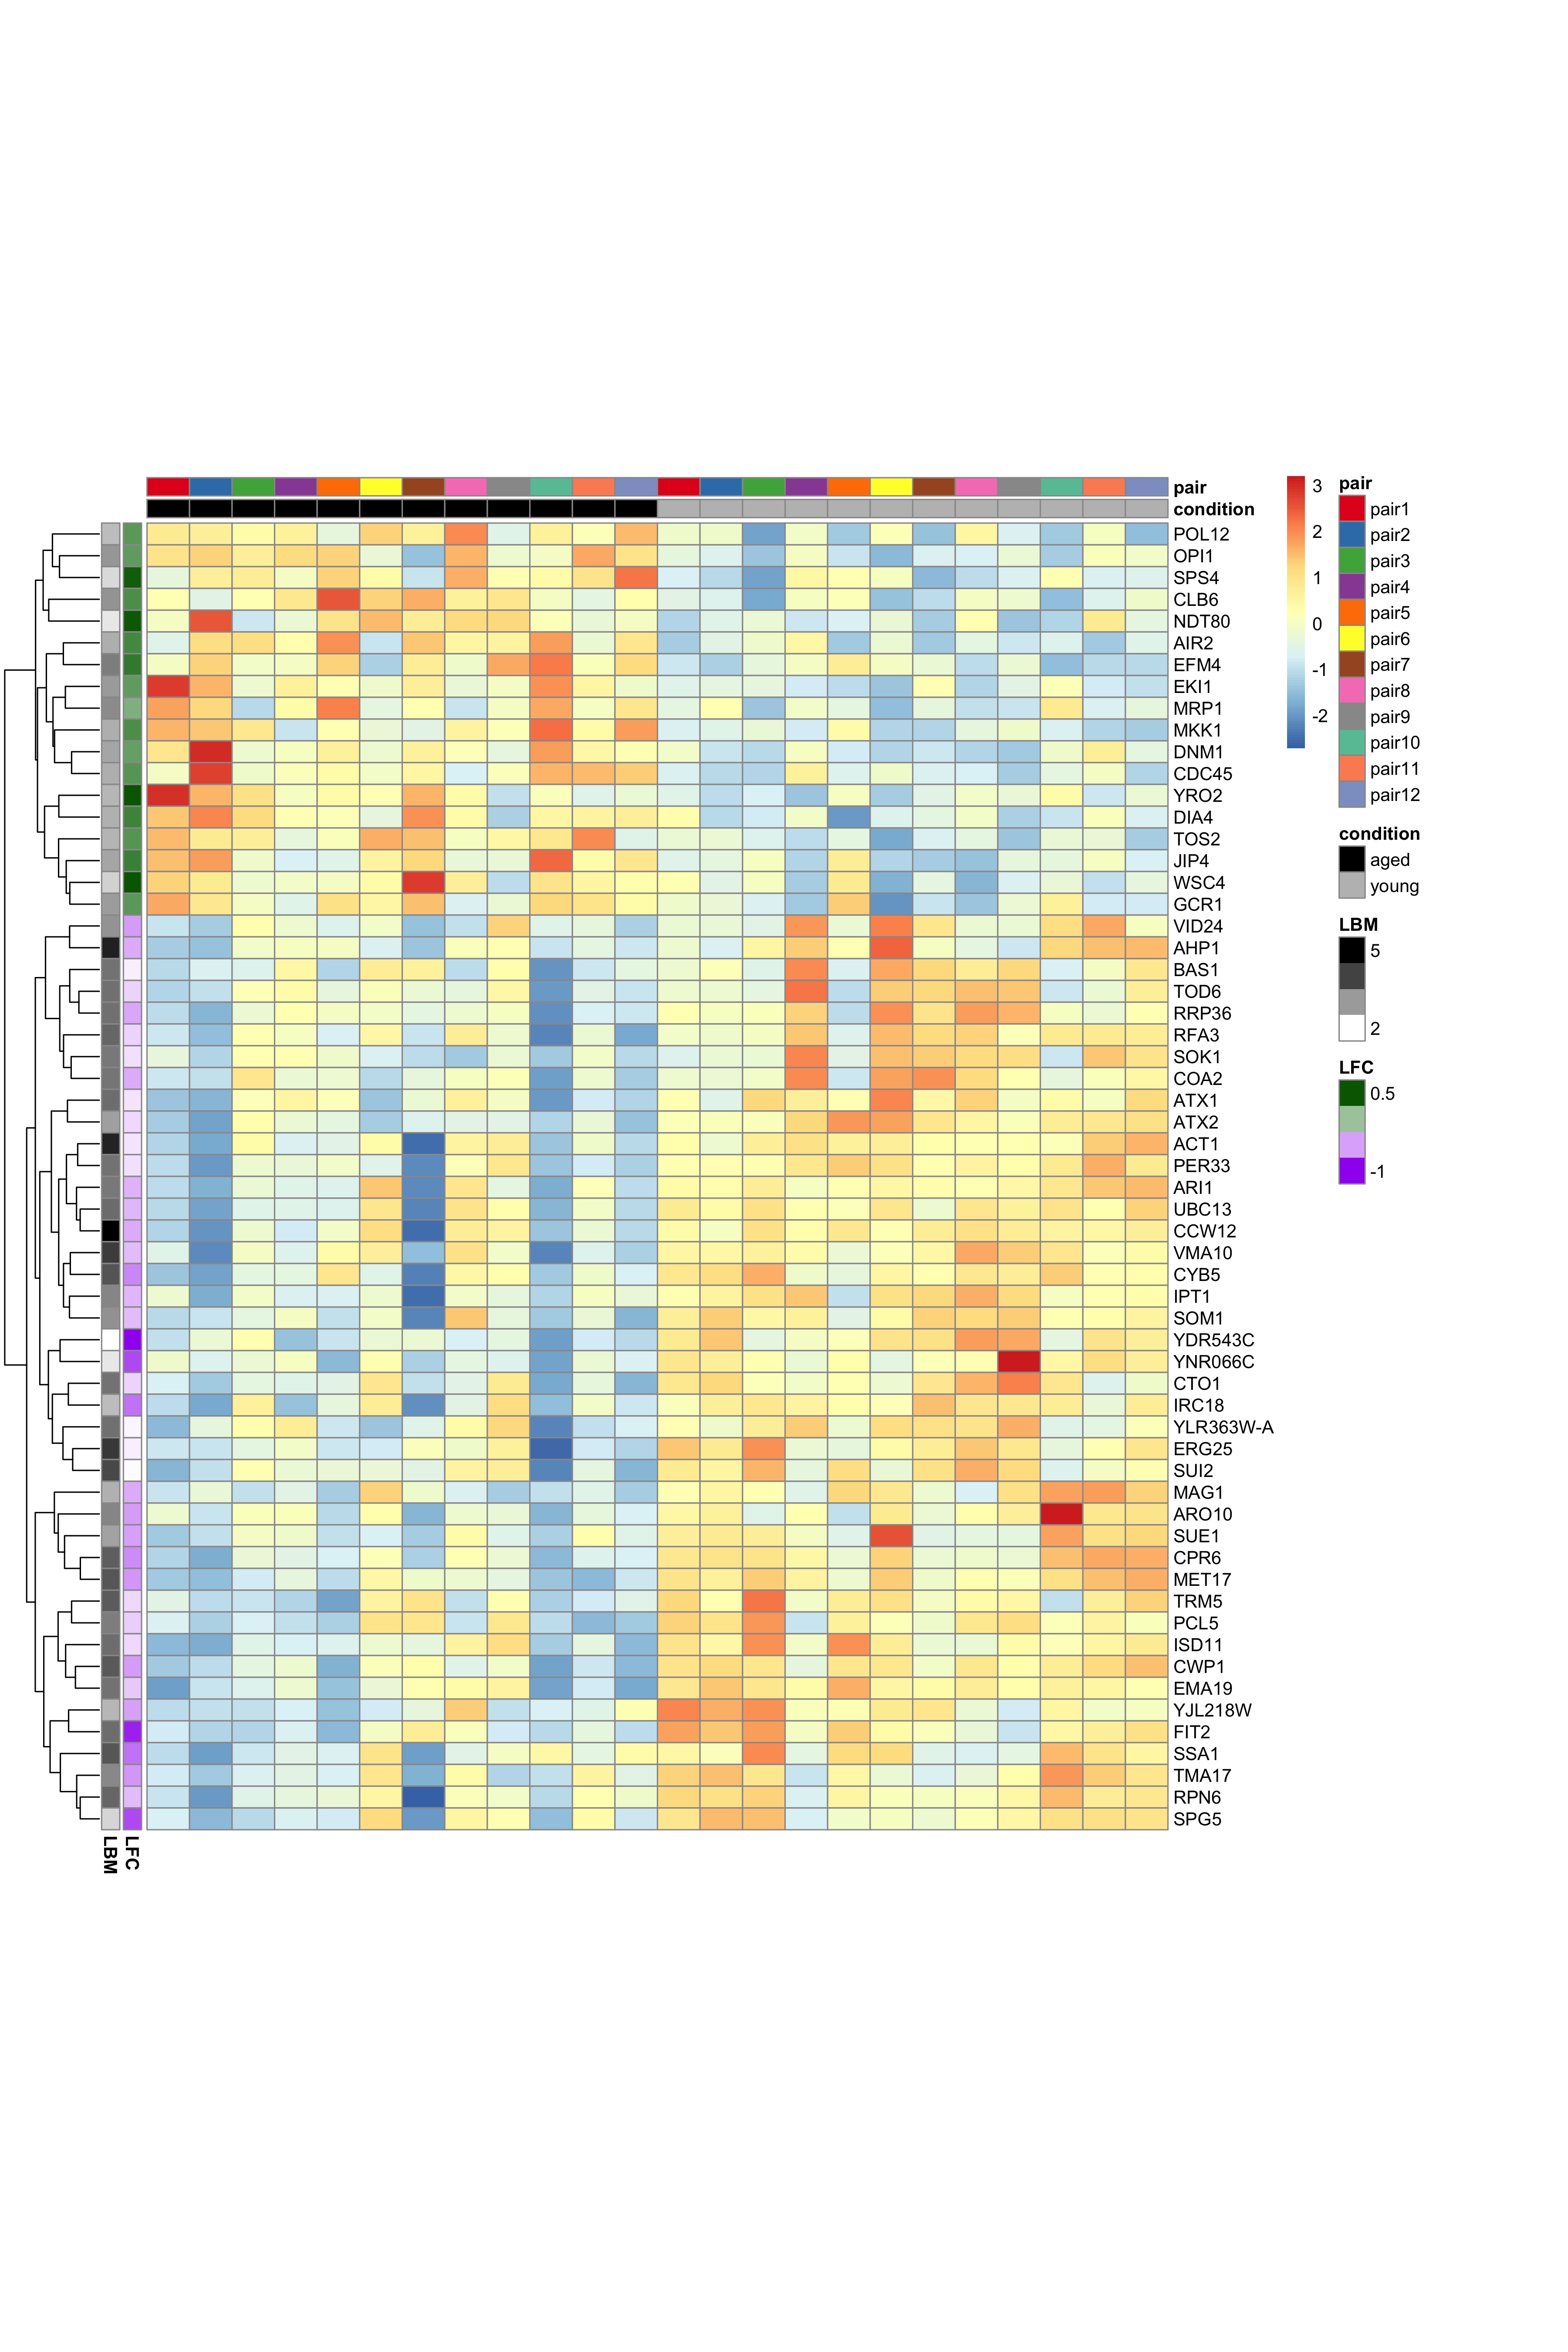 pair
condition
POL12
OPI1
SPS4
CLB6
NDT80
AIR2
EFM4
EKI1
MRP1
MKK1
DNM1
CDC45
YRO2
DIA4
TOS2
JIP4
WSC4
GCR1
VID24
AHP1
BAS1
TOD6
RRP36
RFA3
SOK1
COA2
ATX1
ATX2
ACT1
PER33
ARI1
UBC13
CCW12
VMA10
CYB5
IPT1
SOM1
YDR543C
YNR066C
CTO1
IRC18
YLR363W-A
ERG25
SUI2
MAG1
ARO10
SUE1
CPR6
MET17
TRM5
PCL5
ISD11
CWP1
EMA19
YJL218W
FIT2
SSA1
TMA17
RPN6
SPG5
LBM
LFC
3
2
1
0
-1
-2
pair
pair1
pair2
pair3
pair4
pair5
pair6
pair7
pair8
pair9
pair10
pair11
pair12
condition
aged
young
LBM
5
2
LFC
0.5
-1